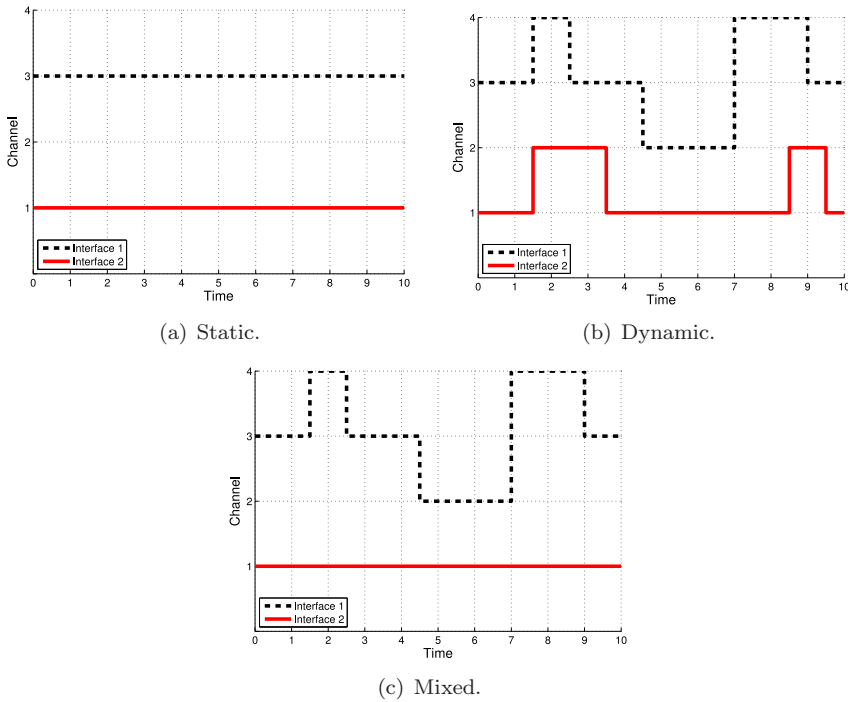 4
3
2
1
Channel
Interface 1
Interface 2
0 1 2 3 4 5 6 7 8 9 10
Time
(a) Static.
4
3
2
1
Channel
Interface 1
Interface 2
0 1 2 3 4 5 6 7 8 9 10
Time
(b) Dynamic.
4
3
2
1
Channel
Interface 1
Interface 2
0 1 2 3 4 5 6 7 8 9 10
Time
(c) Mixed.